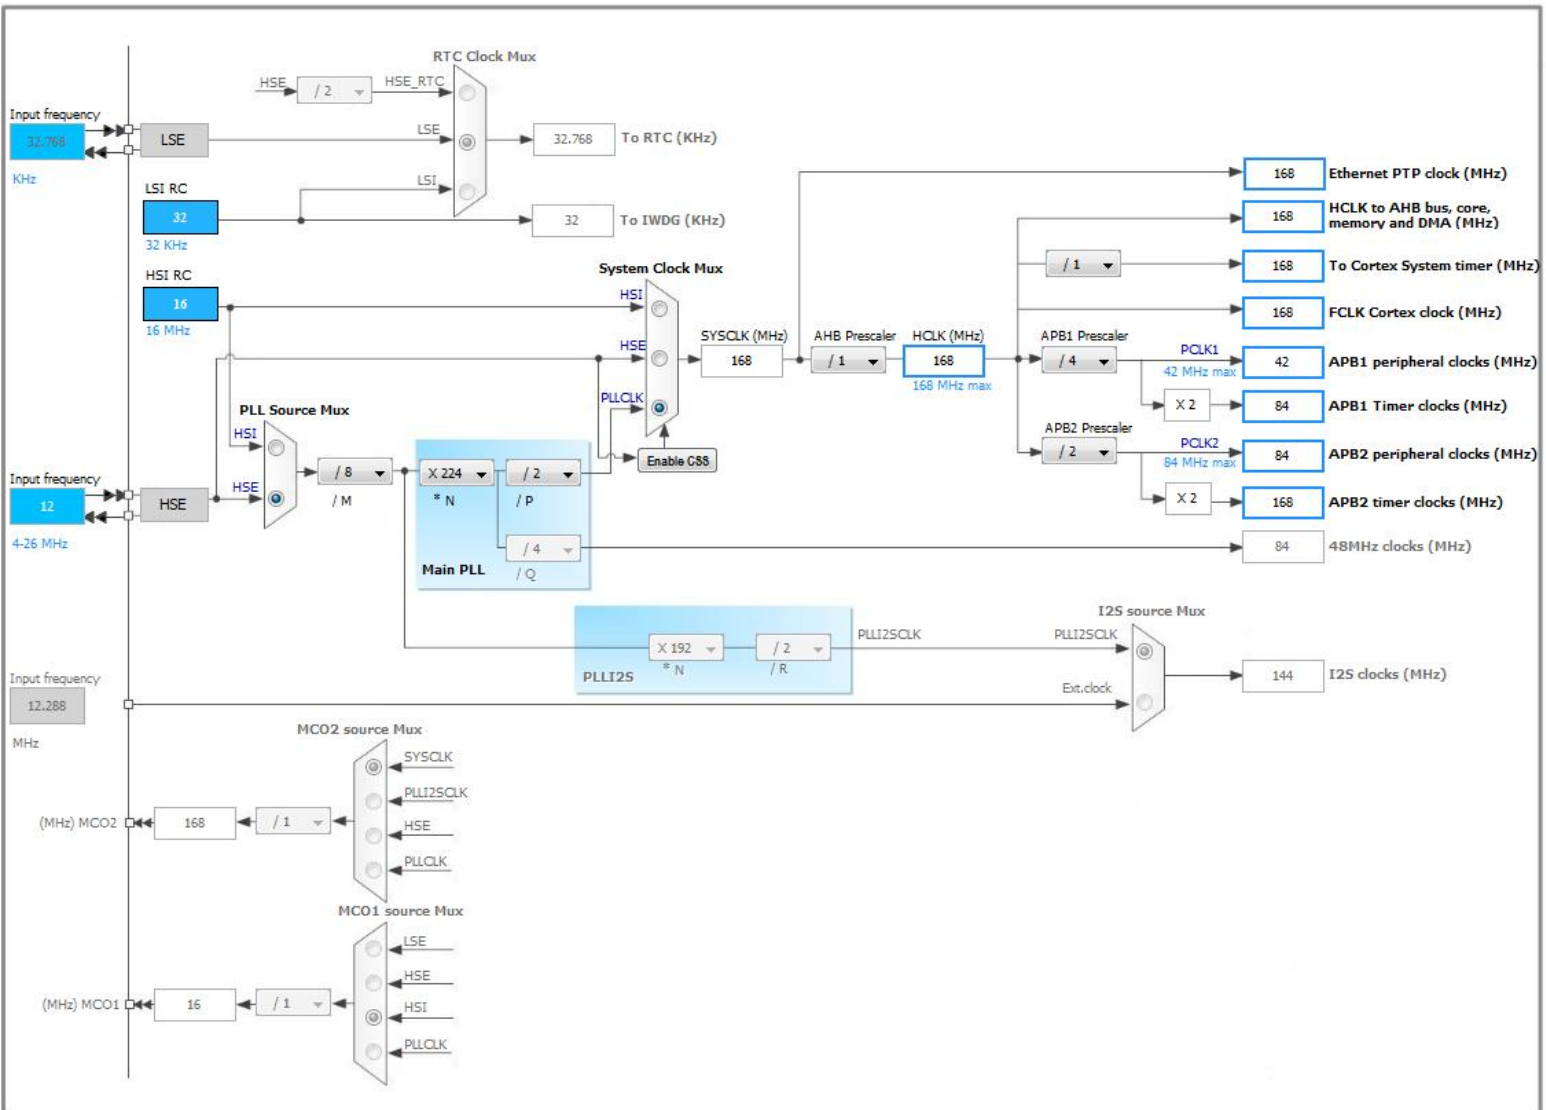 RTC Clock Mux
HSE
/ 2
HSE_RTC
Input frequency
32.768
KHz
LSE
LSE
LSI
32.768
To RTC (KHz)
LSI RC
32
32 KHz
32
To IWDG (KHz)
HSI RC
16
16 MHz
System Clock Mux
HSI
HSE
PLLCLK
SYSCLK (MHz)
168
AHB Prescaler
/ 1
HCLK (MHz)
168
168 MHz max
168
Ethernet PTP clock (MHz)
168
HCLK to AHB bus, core,
memory and DMA (MHz)
/ 1
168
To Cortex System timer (MHz)
168
FCLK Cortex clock (MHz)
APB1 Prescaler
/ 4
PCLK1
42 MHz max
42
APB1 peripheral clocks (MHz)
X 2
84
APB1 Timer clocks (MHz)
APB2 Prescaler
/ 2
PCLK2
84 MHz max
84
APB2 peripheral clocks (MHz)
X 2
168
APB2 timer clocks (MHz)
PLL Source Mux
HSI
HSE
Input frequency
12
4-26 MHz
HSE
/ 8
/ M
X 224
* N
/ 2
/ P
/ 4
/ Q
Main PLL
Enable CSS
84
48MHz clocks (MHz)
X 192
* N
/ 2
/ R
PLLI2S
PLLI2SCLK
PLLI2SCLK
I2S source Mux
Ext.clock
144
I2S clocks (MHz)
Input frequency
12.288
MHz
MCO2 source Mux
SYSCLK
PLLI2SCLK
HSE
PLLCLK
(MHz) MCO2
168
/ 1
MCO1 source Mux
LSE
HSE
HSI
PLLCLK
(MHz) MCO1
16
/ 1